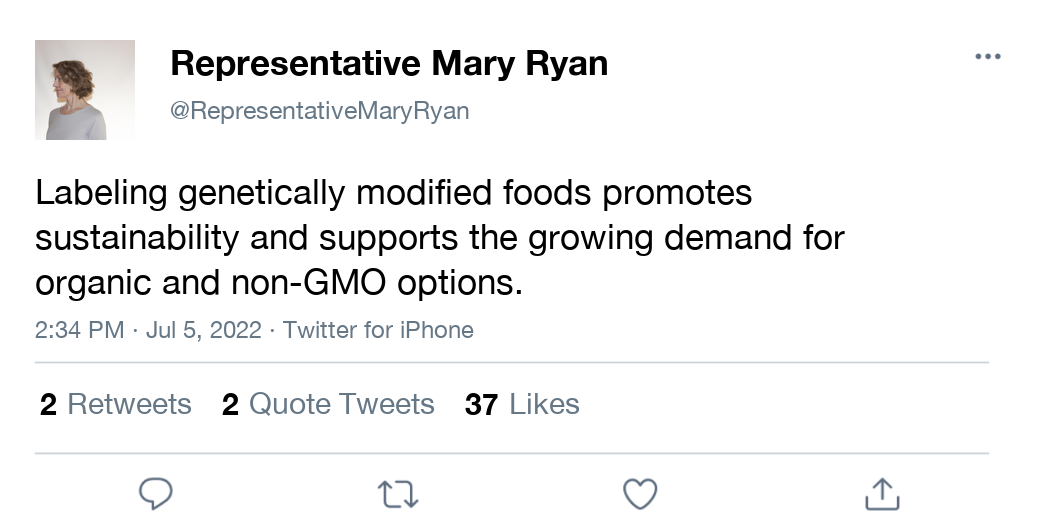 Representative Mary Ryan
@RepresentativeMaryRyan
Labeling genetically modified foods promotes
sustainability and supports the growing demand for
organic and non-GMO options.
2:34 PM · Jul 5, 2022 · Twitter for iPhone
2 Retweets 2 Quote Tweets 37 Likes